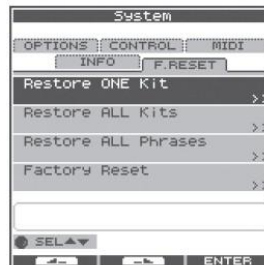 System
OPTIONS CONTROL MIDI
INFO F.RESET
Restore ONE Kit
>>
Restore ALL Kits
>>
Restore ALL Phrases
>>
Factory Reset
>>
SEL▲▼
ENTER